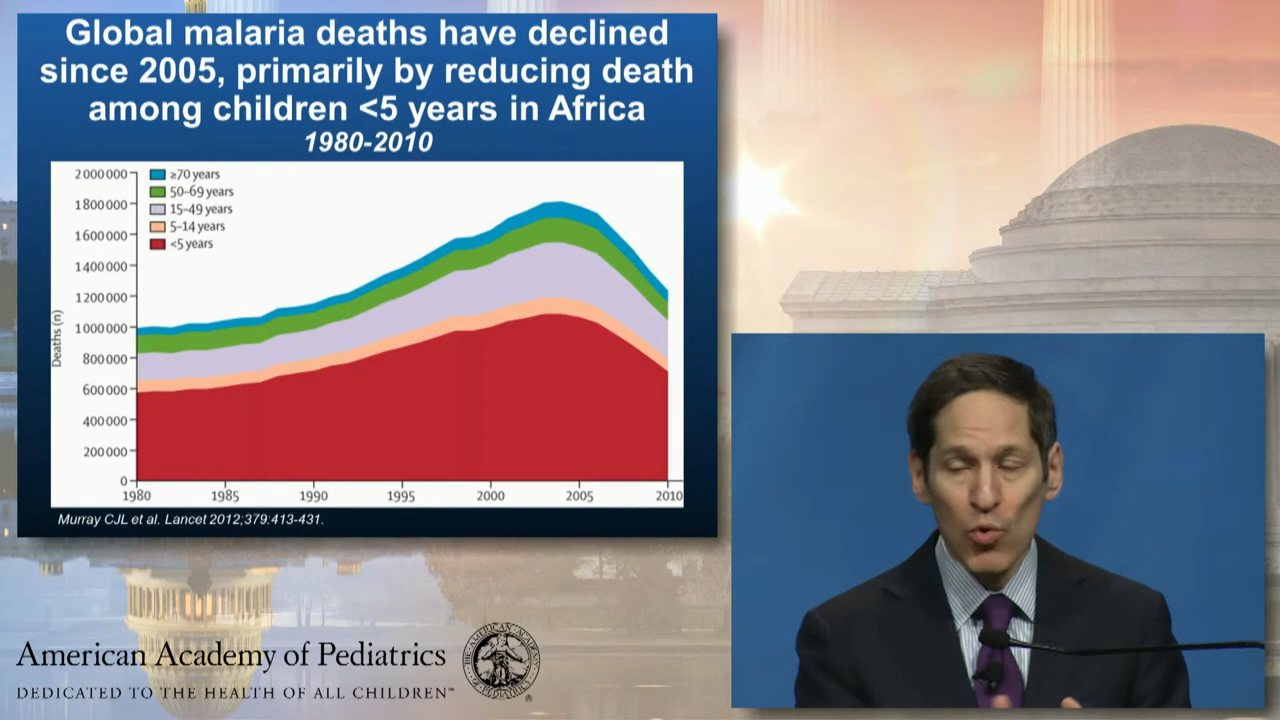 Global malaria deaths have declined
since 2005, primarily by reducing death
among children <5 years in Africa
1980-2010
2 000 000
1 800 000
1 600 000
1 400 000
1 200 000
1 000 000
800 000
600 000
400 000
200 000
0
Deaths (n)
≥70 years
50–69 years
15–49 years
5–14 years
<5 years
1980 1985 1990 1995 2000 2005 2010
Murray CJL et al. Lancet 2012;379:413-431.
American Academy of Pediatrics
DEDICATED TO THE HEALTH OF ALL CHILDREN™
®